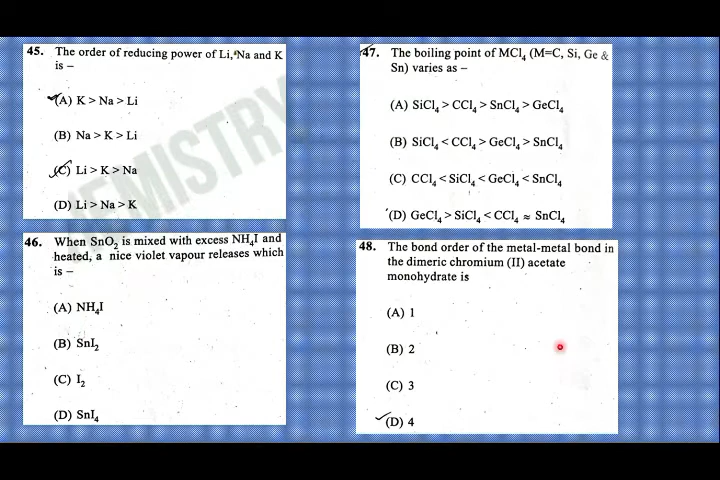 45. The order of reducing power of Li, Na and K
is –
(A) K > Na > Li
(B) Na > K > Li
(C) Li > K > Na
(D) Li > Na > K
46. When SnO₂ is mixed with excess NH₄I and
heated, a nice violet vapour releases which
is –
(A) NH₄I
(B) SnI₂
(C) I₂
(D) SnI₄
47. The boiling point of MCl₄ (M=C, Si, Ge &
Sn) varies as –
(A) SiCl₄ > CCl₄ > SnCl₄ > GeCl₄
(B) SiCl₄ < CCl₄ > GeCl₄ > SnCl₄
(C) CCl₄ < SiCl₄ < GeCl₄ < SnCl₄
(D) GeCl₄ > SiCl₄ < CCl₄ ≈ SnCl₄
48. The bond order of the metal-metal bond in
the dimeric chromium (II) acetate
monohydrate is
(A) 1
(B) 2
(C) 3
(D) 4